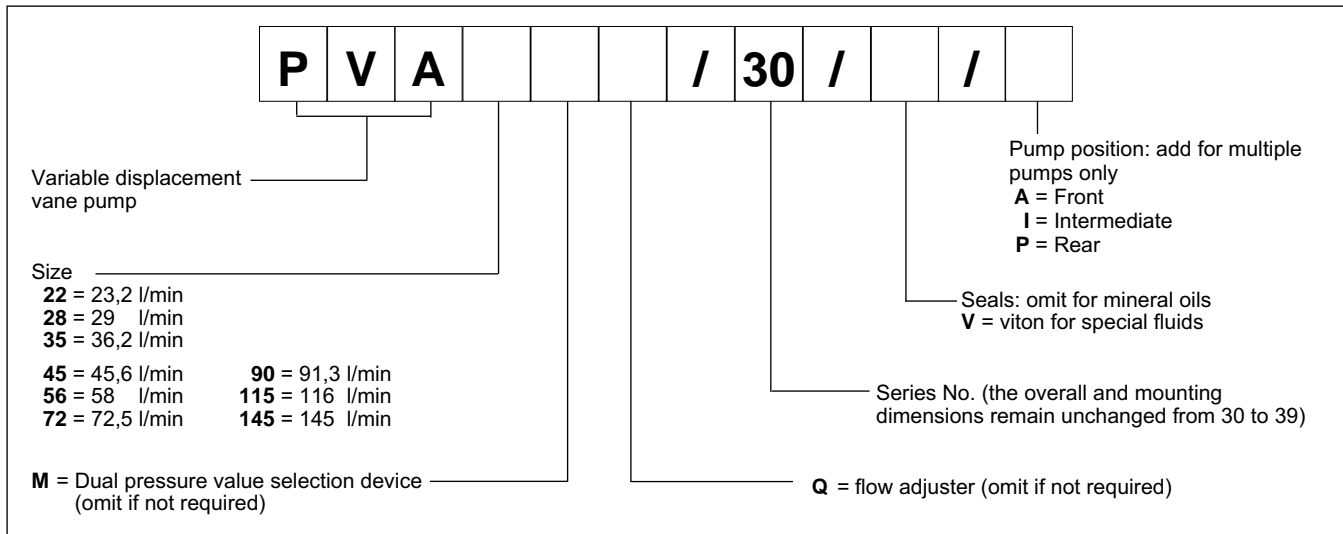 P V A / 30 / /
Variable displacement
vane pump
Pump position: add for multiple
pumps only
A = Front
I = Intermediate
P = Rear
Size
22 = 23,2 l/min
28 = 29 l/min
35 = 36,2 l/min
45 = 45,6 l/min
56 = 58 l/min
72 = 72,5 l/min
90 = 91,3 l/min
115 = 116 l/min
145 = 145 l/min
Seals: omit for mineral oils
V = viton for special fluids
Series No. (the overall and mounting
dimensions remain unchanged from 30 to 39)
M = Dual pressure value selection device
(omit if not required)
Q = flow adjuster (omit if not required)